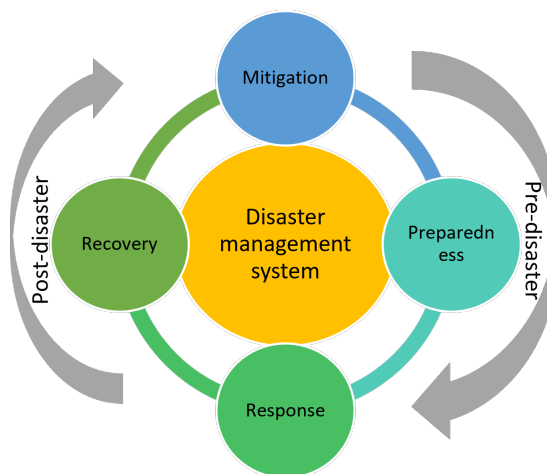 Mitigation
Post-disaster
Recovery
Disaster
management
system
Preparedn
ess
Pre-disaster
Response